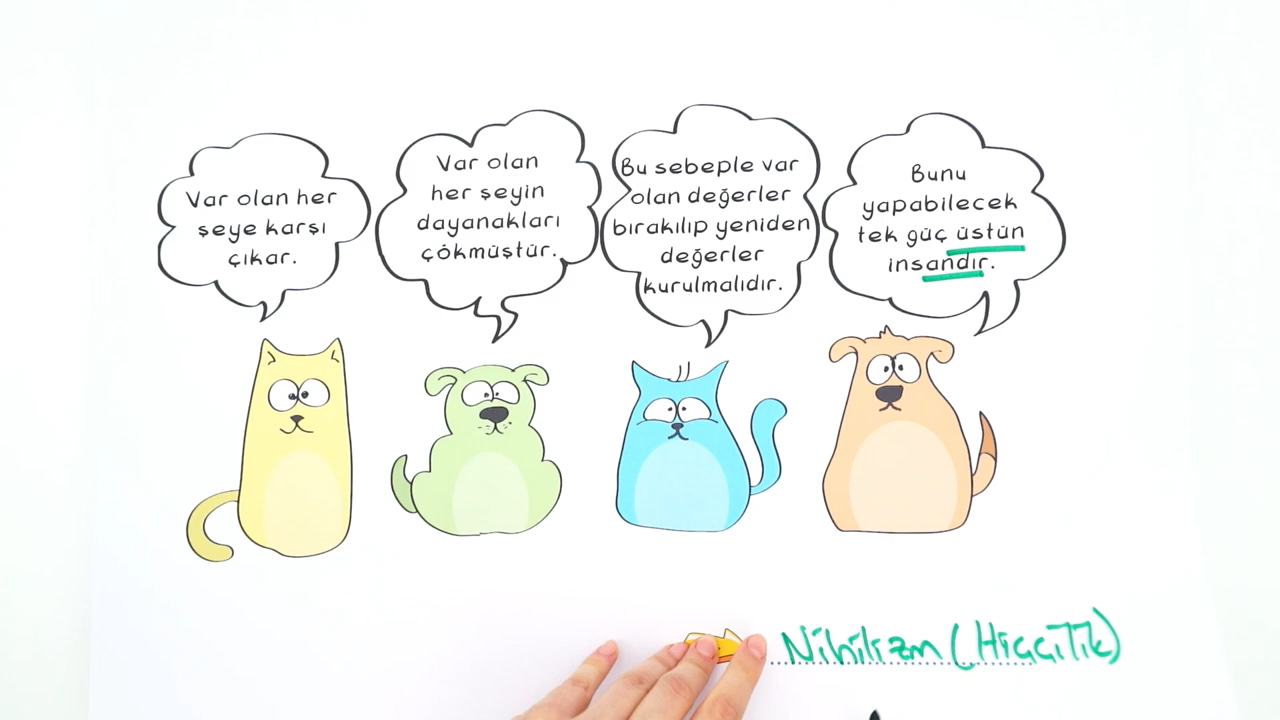 Var olan her
şeye karşı
çıkar.
Var olan
her şeyin
dayanakları
çökmüştür.
Bu sebeple var
olan değerler
bırakılıp yeniden
değerler
kurulmalıdır.
Bunu
yapabilecek
tek güç üstün
insandır.
Nihilizm (Hiççilik)